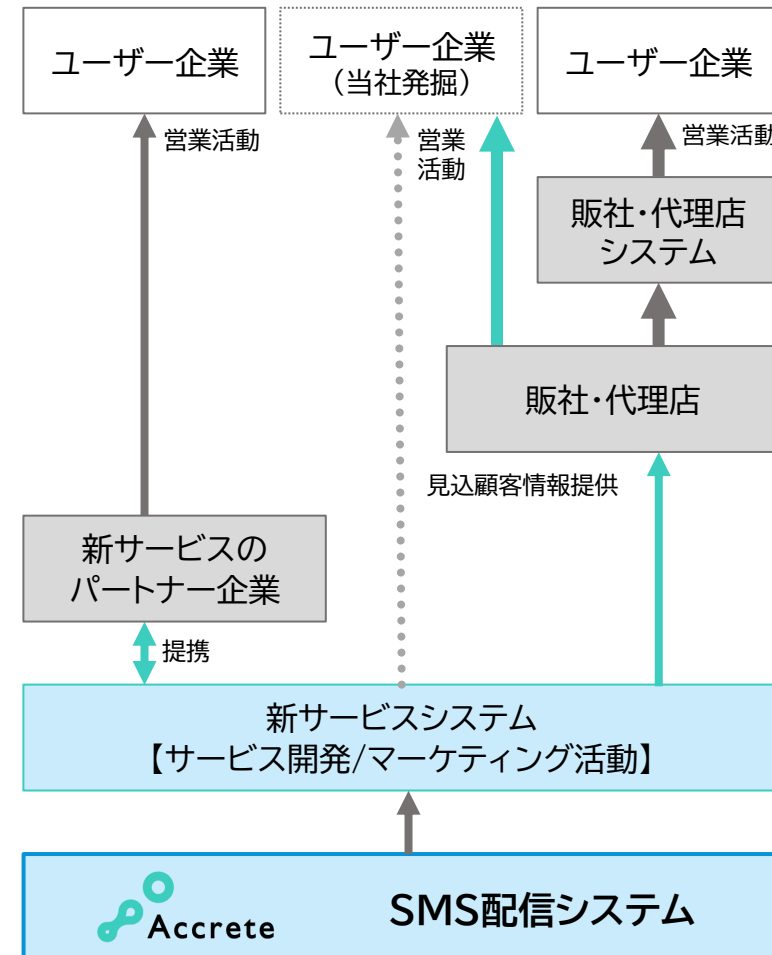 ユーザー企業
ユーザー企業
(当社発掘)
ユーザー企業
営業活動
営業
活動
営業活動
販社・代理店
システム
販社・代理店
見込顧客情報提供
新サービスの
パートナー企業
提携
新サービスシステム
【サービス開発/マーケティング活動】
Accrete
SMS配信システム